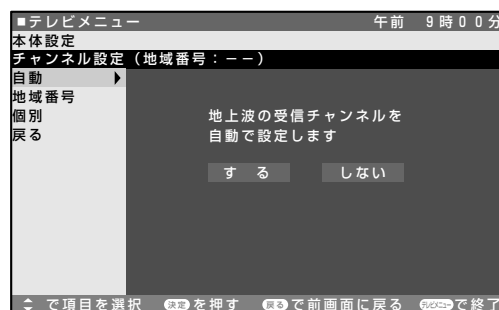 ■テレビメニュー 午前 9時00分
本体設定
チャンネル設定(地域番号:−−)
自動
地域番号
個別
戻る
地上波の受信チャンネルを
自動で設定します
する しない
で項目を選択 決定を押す 戻るで前画面に戻る テレビメニューで終了